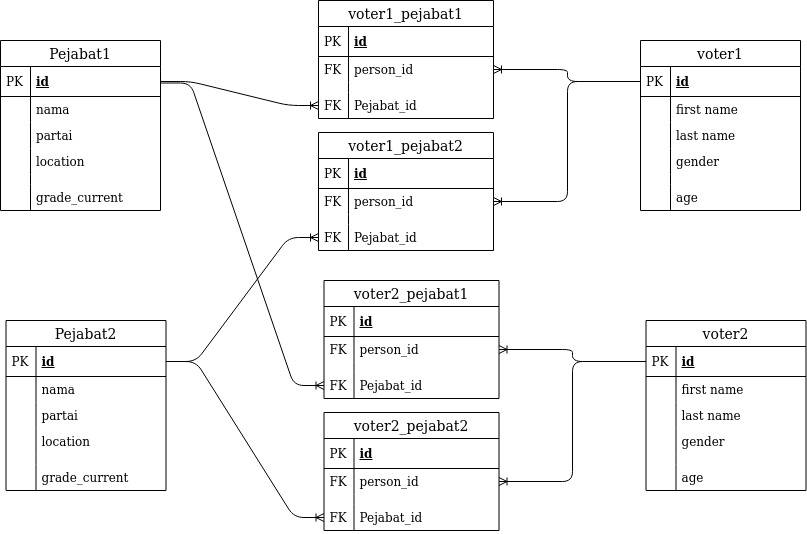 Pejabat1
PK id
nama
partai
location
grade_current
voter1_pejabat1
PK id
FK person_id
FK Pejabat_id
voter1_pejabat2
PK id
FK person_id
FK Pejabat_id
voter1
PK id
first name
last name
gender
age
Pejabat2
PK id
nama
partai
location
grade_current
voter2_pejabat1
PK id
FK person_id
FK Pejabat_id
voter2_pejabat2
PK id
FK person_id
FK Pejabat_id
voter2
PK id
first name
last name
gender
age